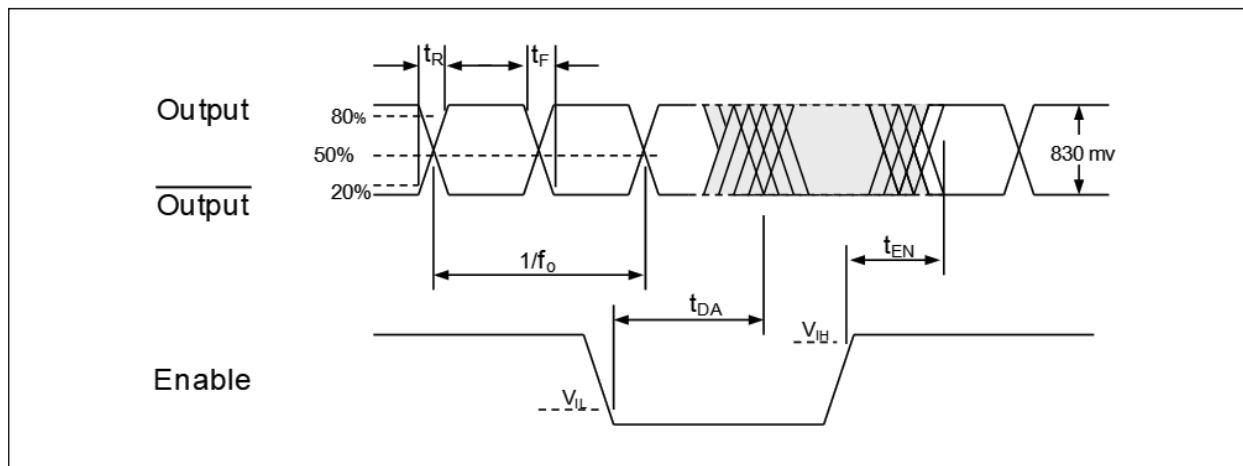 tR
tF
Output
80%
50%
830 mv
20%
Output
tEN
1/fo
tDA
VIH
Enable
VIL